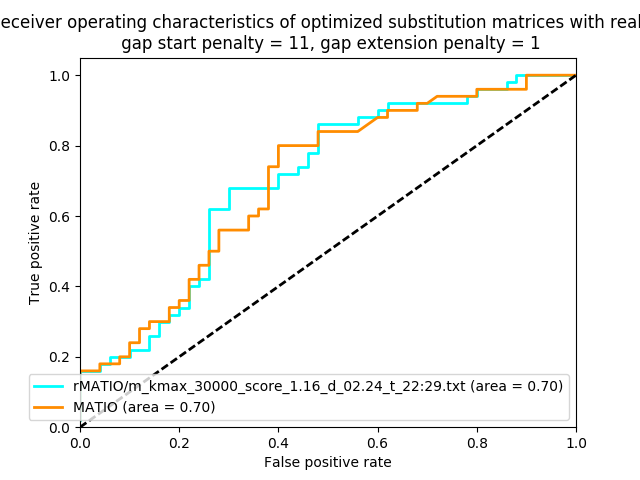 eceiver operating characteristics of optimized substitution matrices with real
gap start penalty = 11, gap extension penalty = 1
1.0
0.8
0.6
0.4
0.2
0.0
True positive rate
rMATIO/m_kmax_30000_score_1.16_d_02.24_t_22:29.txt (area = 0.70)
MATIO (area = 0.70)
0.0 0.2 0.4 0.6 0.8 1.0
False positive rate